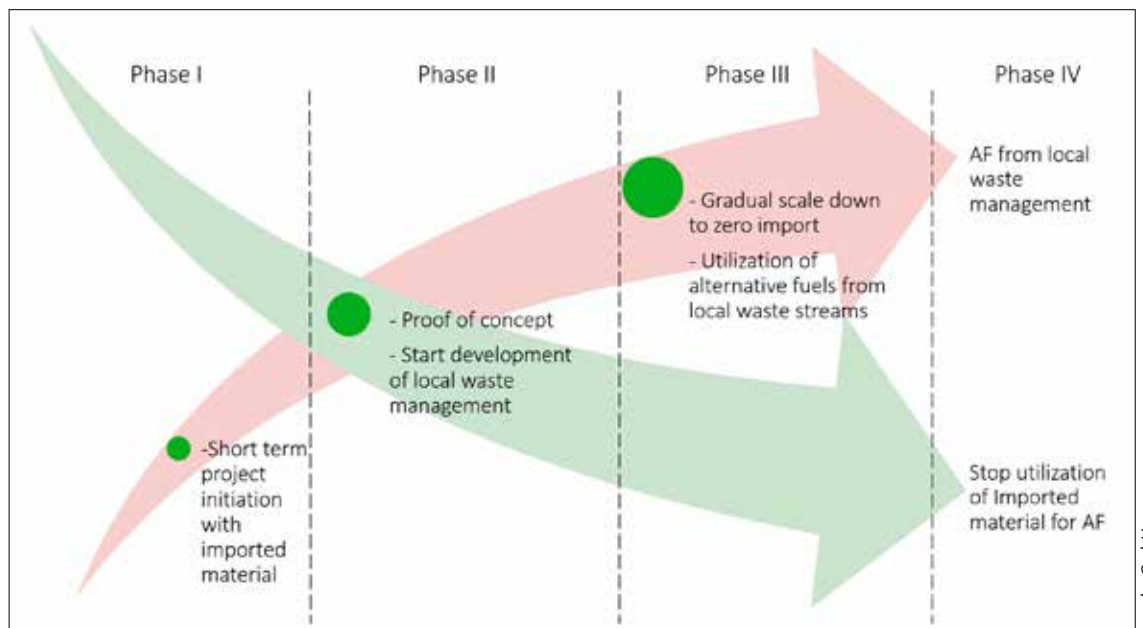 Phase I
Phase II
Phase III
Phase IV
-Short term
project
initiation
with
imported
material
- Proof of concept
- Start development
of local waste
management
- Gradual scale down
to zero import
- Utilization of
alternative fuels from
local waste streams
AF from local
waste
management
Stop utilization
of Imported
material for AF